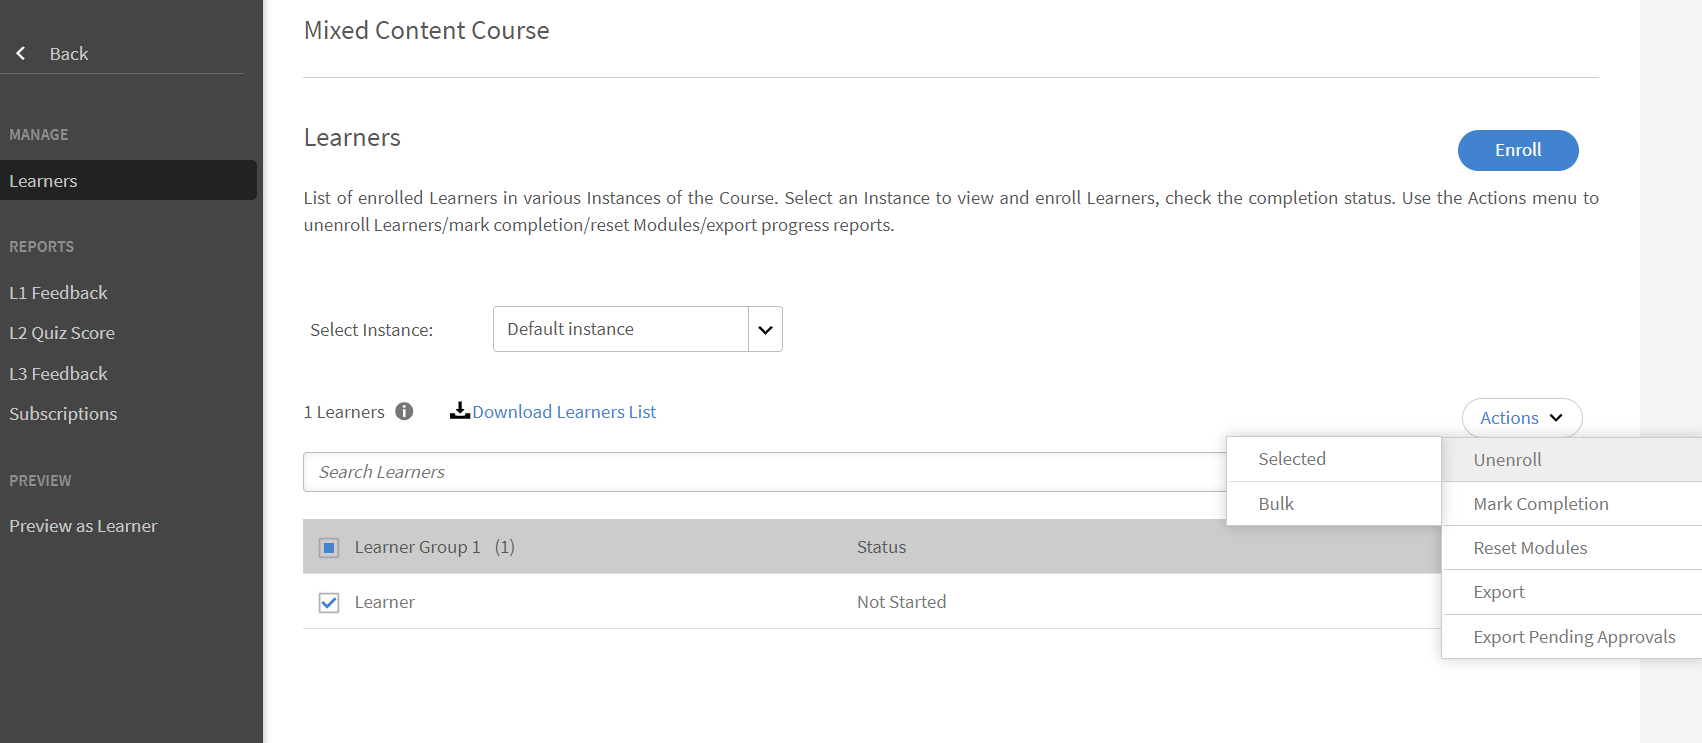 Back
MANAGE
Learners
REPORTS
L1 Feedback
L2 Quiz Score
L3 Feedback
Subscriptions
PREVIEW
Preview as Learner
Mixed Content Course
Learners
Enroll
List of enrolled Learners in various Instances of the Course. Select an Instance to view and enroll Learners, check the completion status. Use the Actions menu to
unenroll Learners/mark completion/reset Modules/export progress reports.
Select Instance:
Default instance
1 Learners
Download Learners List
Actions
Search Learners
Selected
Bulk
Unenroll
Mark Completion
Reset Modules
Export
Export Pending Approvals
Learner Group 1 (1)
Status
Learner
Not Started